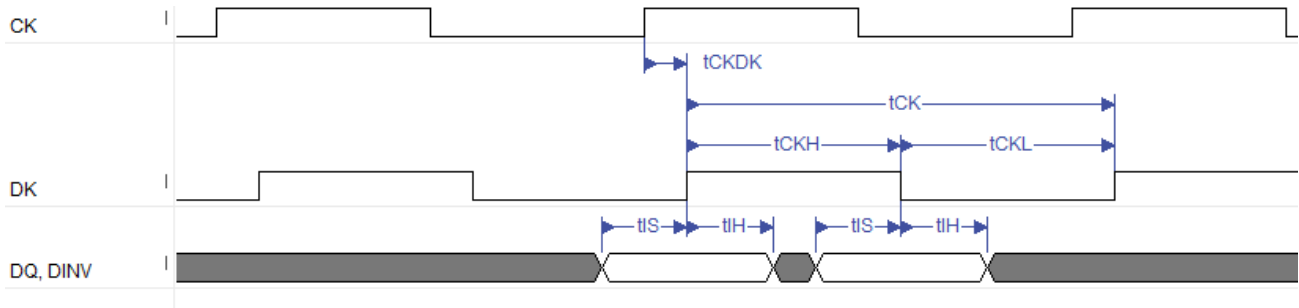 CK
tCKDK
tCK
tCKH tCKL
DK
tIS tIH tIS tIH
DQ, DINV